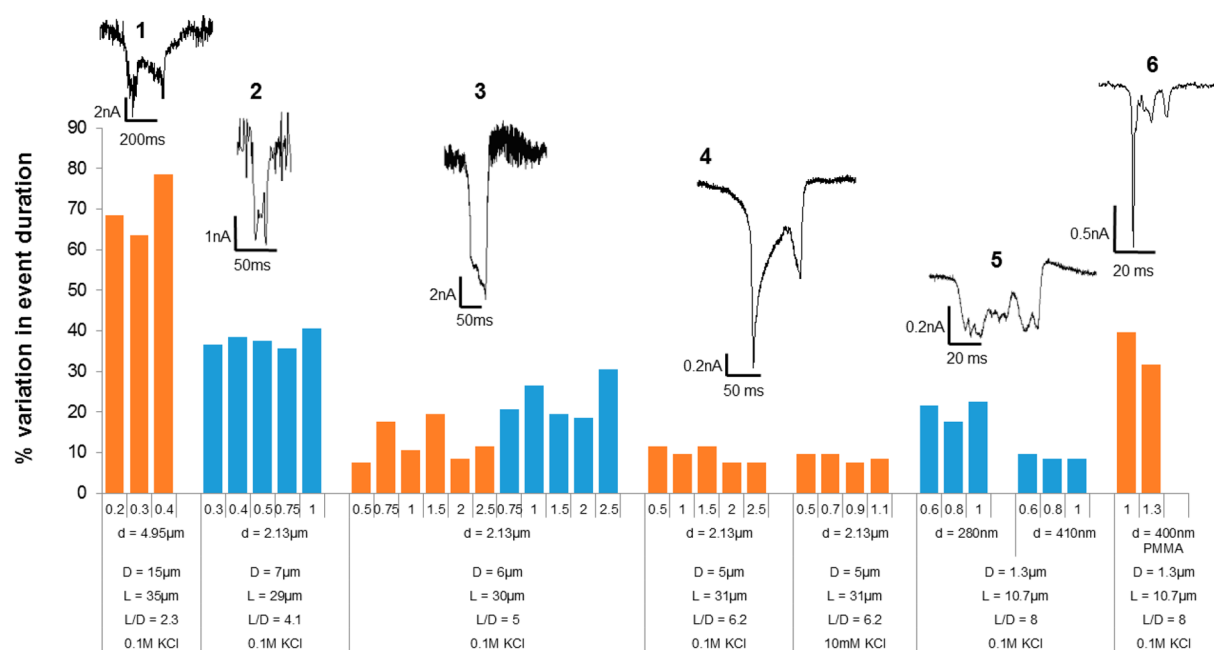 1
2nA
200ms
2
1nA
50ms
3
2nA
50ms
4
0.2nA
50 ms
5
0.2nA
20 ms
6
0.5nA
20 ms
% variation in event duration
90
80
70
60
50
40
30
20
10
0
0.2 0.3 0.4 0.3 0.4 0.5 0.75 1 0.5 0.75 1 1.5 2 2.5 0.75 1 1.5 2 2.5 0.5 1 1.5 2 2.5 0.5 0.7 0.9 1.1 0.6 0.8 1 0.6 0.8 1 1 1.3
d = 4.95µm d = 2.13µm d = 2.13µm d = 2.13µm d = 2.13µm d = 280nm d = 410nm d = 400nm
PMMA
D = 15µm D = 7µm D = 6µm D = 5µm D = 5µm D = 1.3µm D = 1.3µm
L = 35µm L = 29µm L = 30µm L = 31µm L = 31µm L = 10.7µm L = 10.7µm
L/D = 2.3 L/D = 4.1 L/D = 5 L/D = 6.2 L/D = 6.2 L/D = 8 L/D = 8
0.1M KCl 0.1M KCl 0.1M KCl 0.1M KCl 10mM KCl 0.1M KCl 0.1M KCl